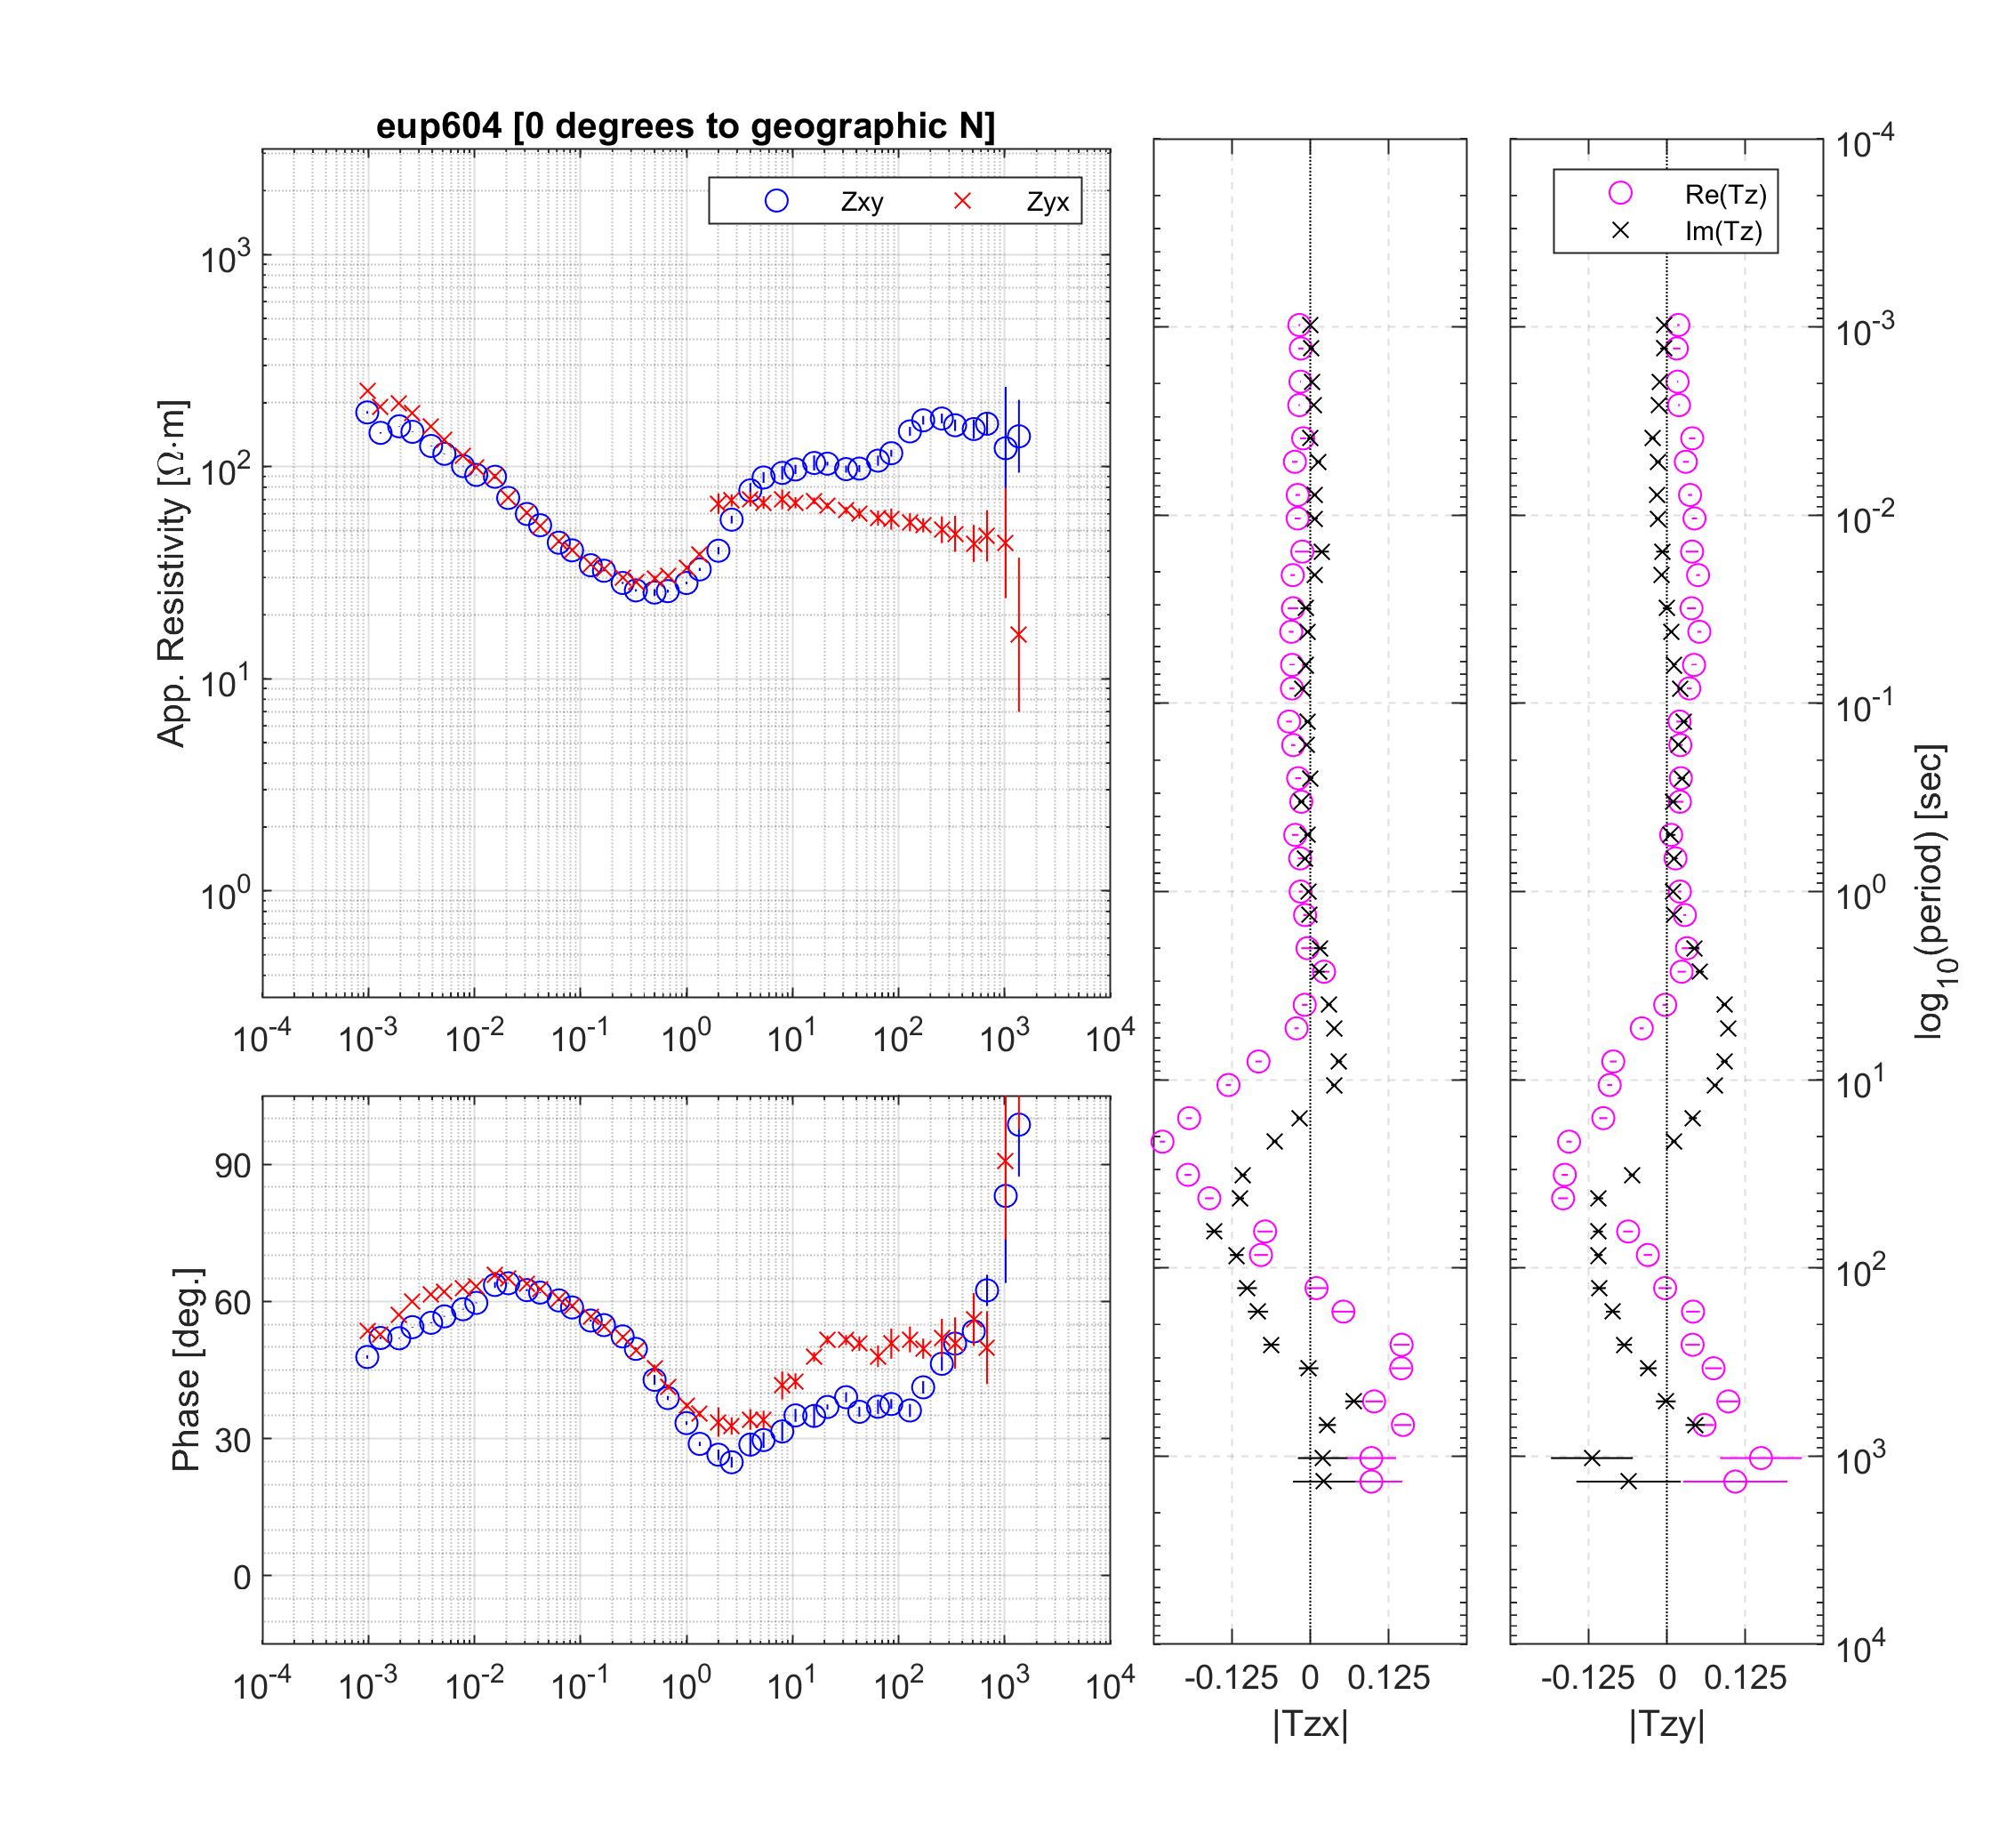 eup604 [0 degrees to geographic N]
Zxy Zyx
App. Resistivity [Ω·m]
10^3
10^2
10^1
10^0
10^-4 10^-3 10^-2 10^-1 10^0 10^1 10^2 10^3 10^4
Phase [deg.]
90
60
30
0
10^-4 10^-3 10^-2 10^-1 10^0 10^1 10^2 10^3 10^4
-0.125 0 0.125
|Tzx|
Re(Tz)
Im(Tz)
-0.125 0 0.125
|Tzy|
10^-4
10^-3
10^-2
10^-1
10^0
10^1
10^2
10^3
10^4
log_10(period) [sec]